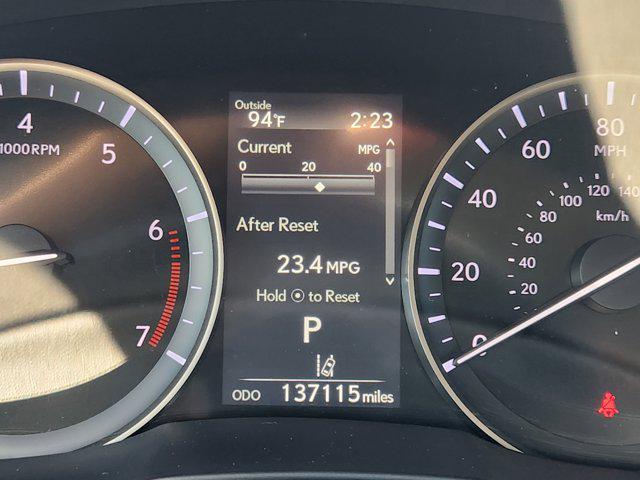 Outside
94°F 2:23
Current MPG
0 20 40
After Reset
23.4 MPG
Hold ⦿ to Reset
P
ODO 137115 miles
4
1000 RPM
5
6
7
0
20
40
60
80
MPH
20
40
60
80
100
120
140
km/h